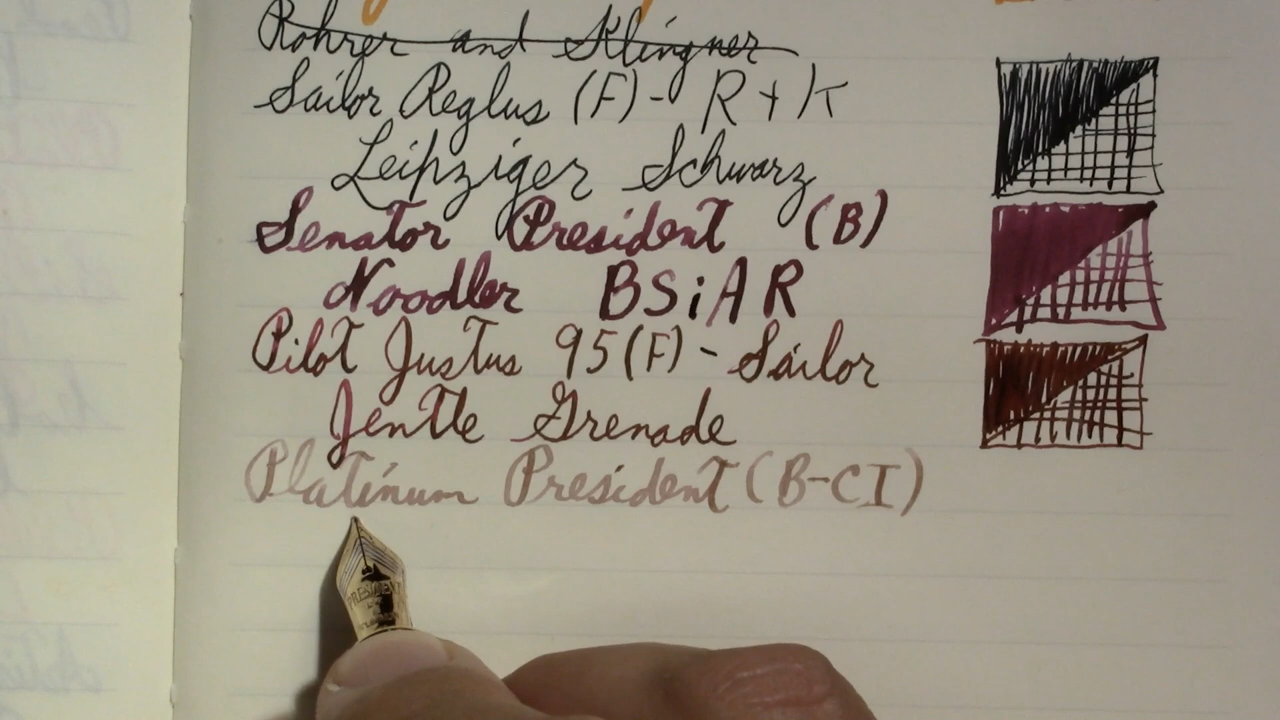 Rohrer and Klingner
Sailor Reglus (F)- R + K
Leipziger Schwarz
Senator President (B)
Noodler BSiAR
Pilot Justus 95(F) - Sailor
Jentle Grenade
Platinum President (B-CI)
PRESIDENT